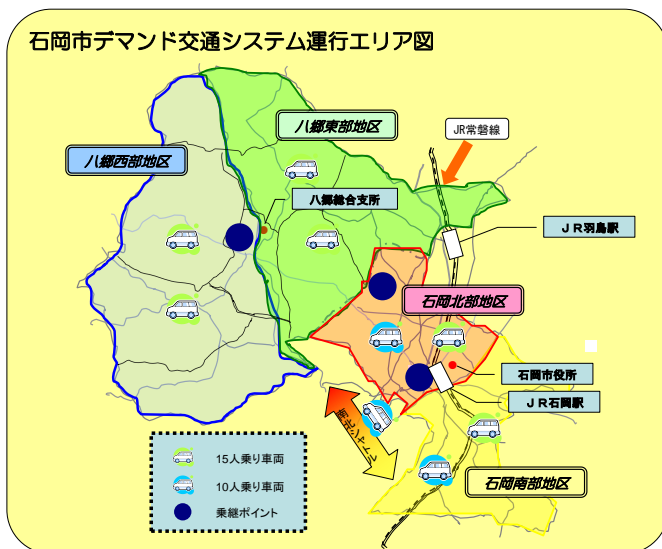 石岡市デマンド交通システム運行エリア図
八郷東部地区
JR常磐線
八郷西部地区
八郷総合支所
ＪＲ羽鳥駅
石岡北部地区
石岡市役所
ＪＲ石岡駅
南北シャトル
石岡南部地区
15人乗り車両
10人乗り車両
乗継ポイント